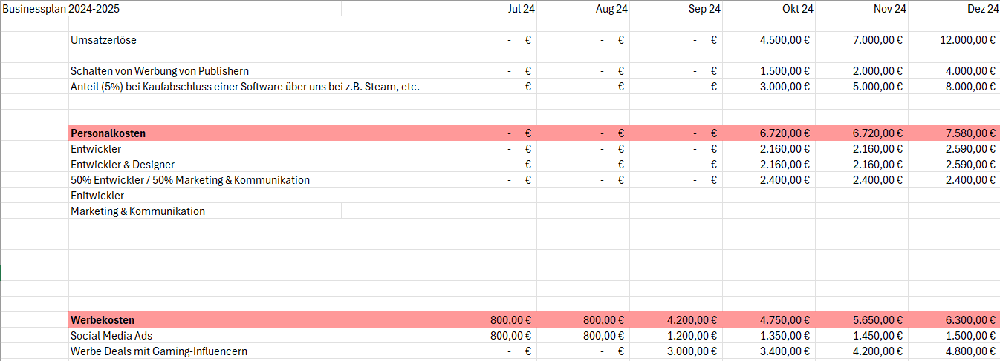 Businessplan 2024-2025 Jul 24 Aug 24 Sep 24 Okt 24 Nov 24 Dez 24
Umsatzerlöse - € - € - € 4.500,00 € 7.000,00 € 12.000,00 €
Schalten von Werbung von Publishern - € - € - € 1.500,00 € 2.000,00 € 4.000,00 €
Anteil (5%) bei Kaufabschluss einer Software über uns bei z.B. Steam, etc. - € - € - € 3.000,00 € 5.000,00 € 8.000,00 €
Personalkosten - € - € - € 6.720,00 € 6.720,00 € 7.580,00 €
Entwickler - € - € - € 2.160,00 € 2.160,00 € 2.590,00 €
Entwickler & Designer - € - € - € 2.160,00 € 2.160,00 € 2.590,00 €
50% Entwickler / 50% Marketing & Kommunikation - € - € - € 2.400,00 € 2.400,00 € 2.400,00 €
Enitwickler
Marketing & Kommunikation
Werbekosten 800,00 € 800,00 € 4.200,00 € 4.750,00 € 5.650,00 € 6.300,00 €
Social Media Ads 800,00 € 800,00 € 1.200,00 € 1.350,00 € 1.450,00 € 1.500,00 €
Werbe Deals mit Gaming-Influencern - € - € 3.000,00 € 3.400,00 € 4.200,00 € 4.800,00 €